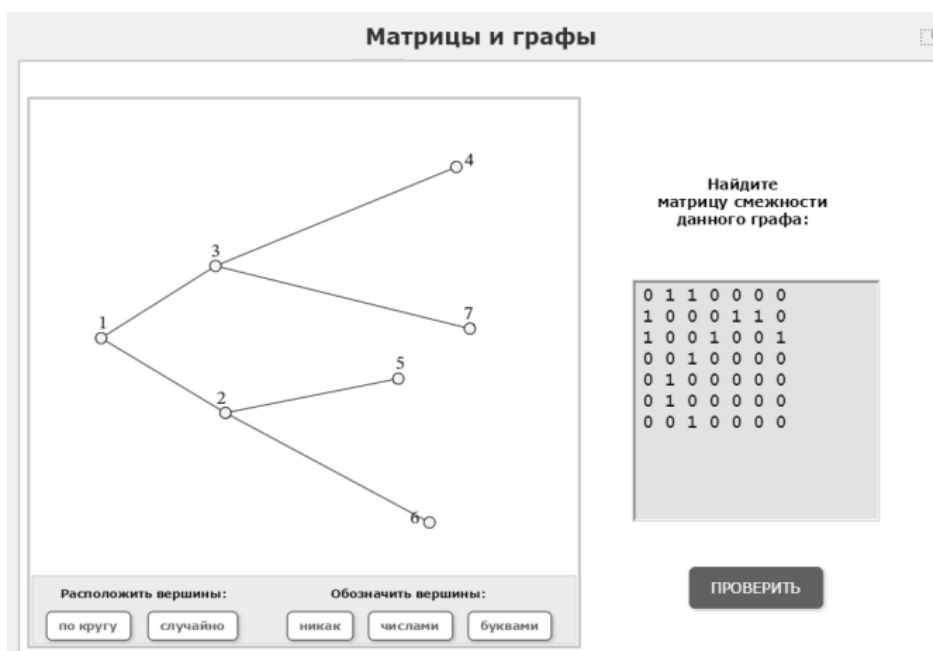 Матрицы и графы
4
3
7
1
5
2
6
Найдите
матрицу смежности
данного графа:
0 1 1 0 0 0 0
1 0 0 0 1 1 0
1 0 0 1 0 0 1
0 0 1 0 0 0 0
0 1 0 0 0 0 0
0 1 0 0 0 0 0
0 0 1 0 0 0 0
ПРОВЕРИТЬ
Расположить вершины:
по кругу случайно
Обозначить вершины:
никак числами буквами